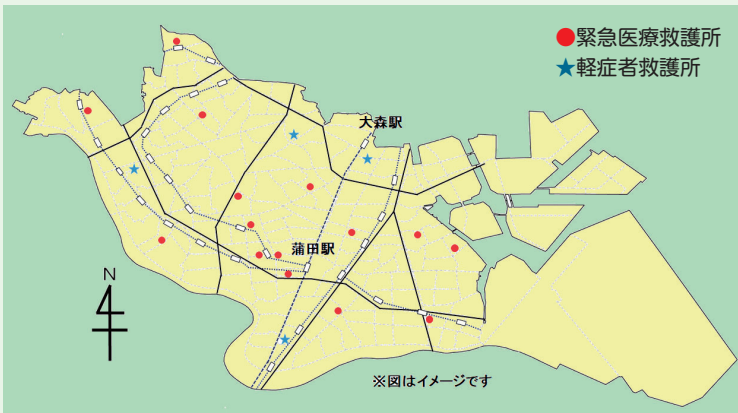 ●緊急医療救護所
★軽症者救護所
大森駅
蒲田駅
N
※図はイメージです